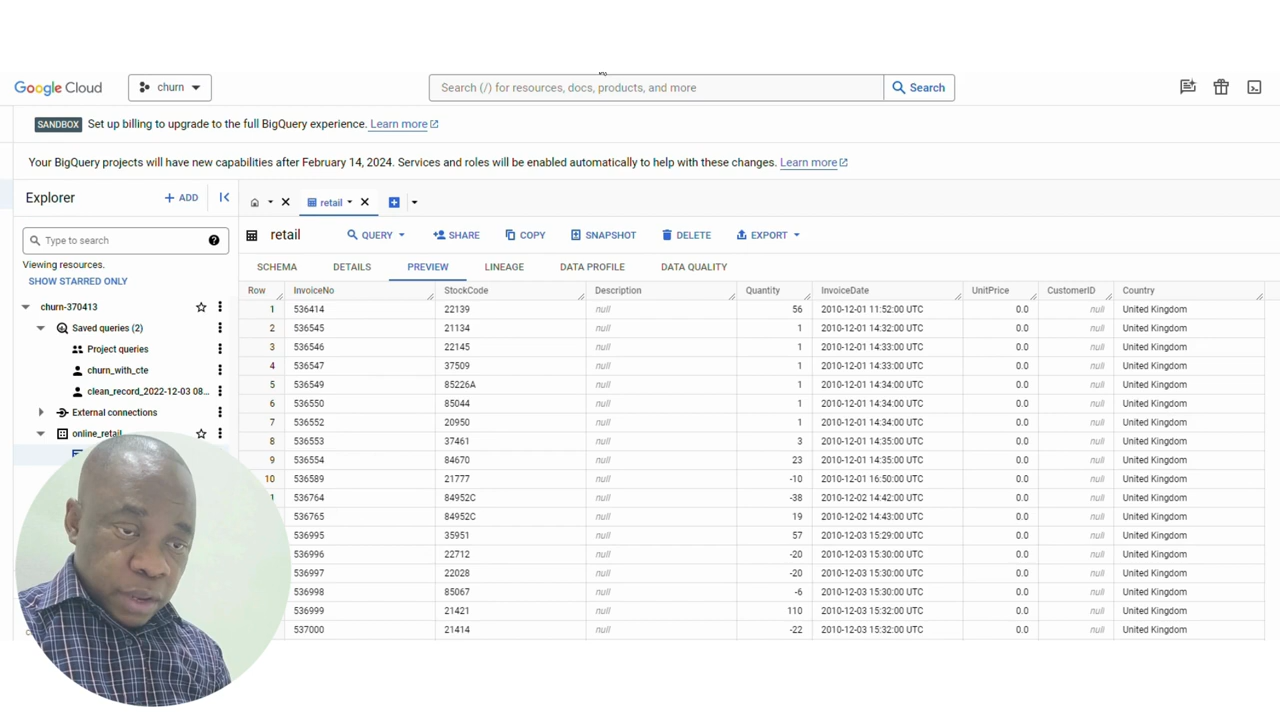 Google Cloud churn Search (/) for resources, docs, products, and more Search
SANDBOX Set up billing to upgrade to the full BigQuery experience. Learn more
Your BigQuery projects will have new capabilities after February 14, 2024. Services and roles will be enabled automatically to help with these changes. Learn more
Explorer + ADD
Type to search
Viewing resources.
SHOW STARRED ONLY
churn-370413
Saved queries (2)
Project queries
churn_with_cte
clean_record_2022-12-03 08...
External connections
online_retail
retail
retail QUERY SHARE COPY SNAPSHOT DELETE EXPORT
SCHEMA DETAILS PREVIEW LINEAGE DATA PROFILE DATA QUALITY
Row InvoiceNo StockCode Description Quantity InvoiceDate UnitPrice CustomerID Country
1 536414 22139 null 56 2010-12-01 11:52:00 UTC 0.0 null United Kingdom
2 536545 21134 null 1 2010-12-01 14:32:00 UTC 0.0 null United Kingdom
3 536546 22145 null 1 2010-12-01 14:33:00 UTC 0.0 null United Kingdom
4 536547 37509 null 1 2010-12-01 14:33:00 UTC 0.0 null United Kingdom
5 536549 85226A null 1 2010-12-01 14:34:00 UTC 0.0 null United Kingdom
6 536550 85044 null 1 2010-12-01 14:34:00 UTC 0.0 null United Kingdom
7 536552 20950 null 1 2010-12-01 14:34:00 UTC 0.0 null United Kingdom
8 536553 37461 null 3 2010-12-01 14:35:00 UTC 0.0 null United Kingdom
9 536554 84670 null 23 2010-12-01 14:35:00 UTC 0.0 null United Kingdom
10 536589 21777 null -10 2010-12-01 16:50:00 UTC 0.0 null United Kingdom
1 536764 84952C null -38 2010-12-02 14:42:00 UTC 0.0 null United Kingdom
536765 84952C null 19 2010-12-02 14:43:00 UTC 0.0 null United Kingdom
536995 35951 null 57 2010-12-03 15:29:00 UTC 0.0 null United Kingdom
536996 22712 null -20 2010-12-03 15:30:00 UTC 0.0 null United Kingdom
536997 22028 null -20 2010-12-03 15:30:00 UTC 0.0 null United Kingdom
536998 85067 null -6 2010-12-03 15:30:00 UTC 0.0 null United Kingdom
536999 21421 null 110 2010-12-03 15:32:00 UTC 0.0 null United Kingdom
537000 21414 null -22 2010-12-03 15:32:00 UTC 0.0 null United Kingdom